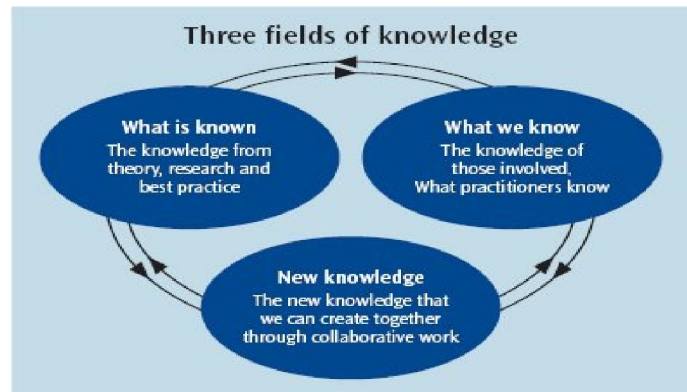 Three fields of knowledge
What is known
The knowledge from
theory, research and
best practice
What we know
The knowledge of
those involved,
What practitioners know
New knowledge
The new knowledge that
we can create together
through collaborative work